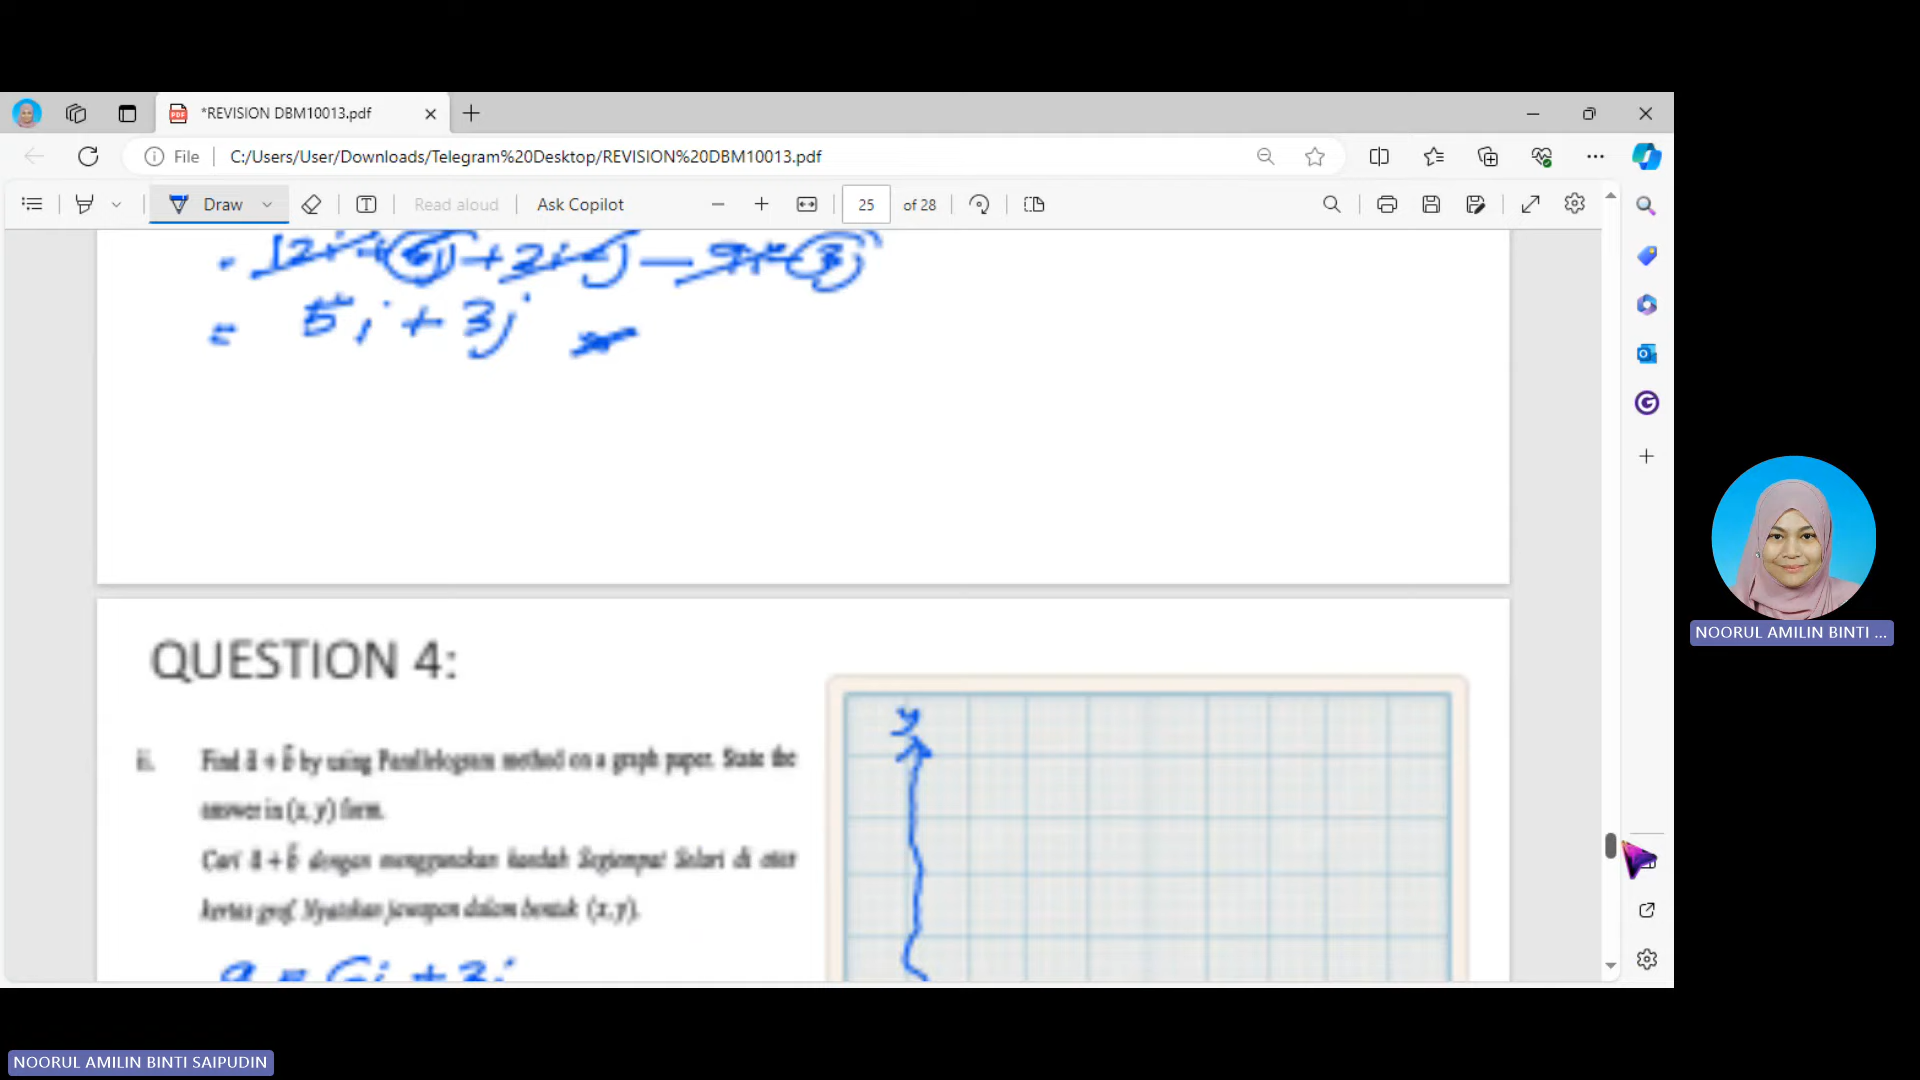 *REVISION DBM10013.pdf
File C:/Users/User/Downloads/Telegram%20Desktop/REVISION%20DBM10013.pdf
Draw Read aloud Ask Copilot 25 of 28
= 5i + 3j
QUESTION 4:
ii. Find ā + b̄ by using Parallelogram method on a graph paper. State the
answer in (x, y) form.
Cari ā + b̄ dengan menggunakan kaedah Segiempat Selari di atas
kertas graf. Nyatakan jawapan dalam bentuk (x, y).
y
NOORUL AMILIN BINTI ...
NOORUL AMILIN BINTI SAIPUDIN